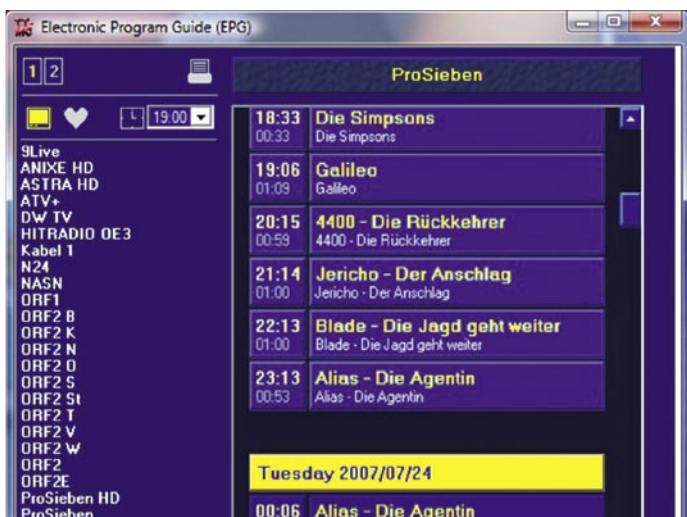 Electronic Program Guide (EPG)
1 2
ProSieben
19:00
9Live
ANIXE HD
ASTRA HD
ATV+
DW TV
HITRADIO OE3
Kabel 1
N24
NASN
ORF1
ORF2 B
ORF2 K
ORF2 N
ORF2 O
ORF2 S
ORF2 St
ORF2 T
ORF2 V
ORF2 W
ORF2
ORF2E
ProSieben HD
ProSieben
18:33 Die Simpsons
00:33 Die Simpsons
19:06 Galileo
01:09 Galileo
20:15 4400 - Die Rückkehrer
00:59 4400 - Die Rückkehrer
21:14 Jericho - Der Anschlag
01:00 Jericho - Der Anschlag
22:13 Blade - Die Jagd geht weiter
01:00 Blade - Die Jagd geht weiter
23:13 Alias - Die Agentin
00:53 Alias - Die Agentin
Tuesday 2007/07/24
00:06 Alias - Die Agentin